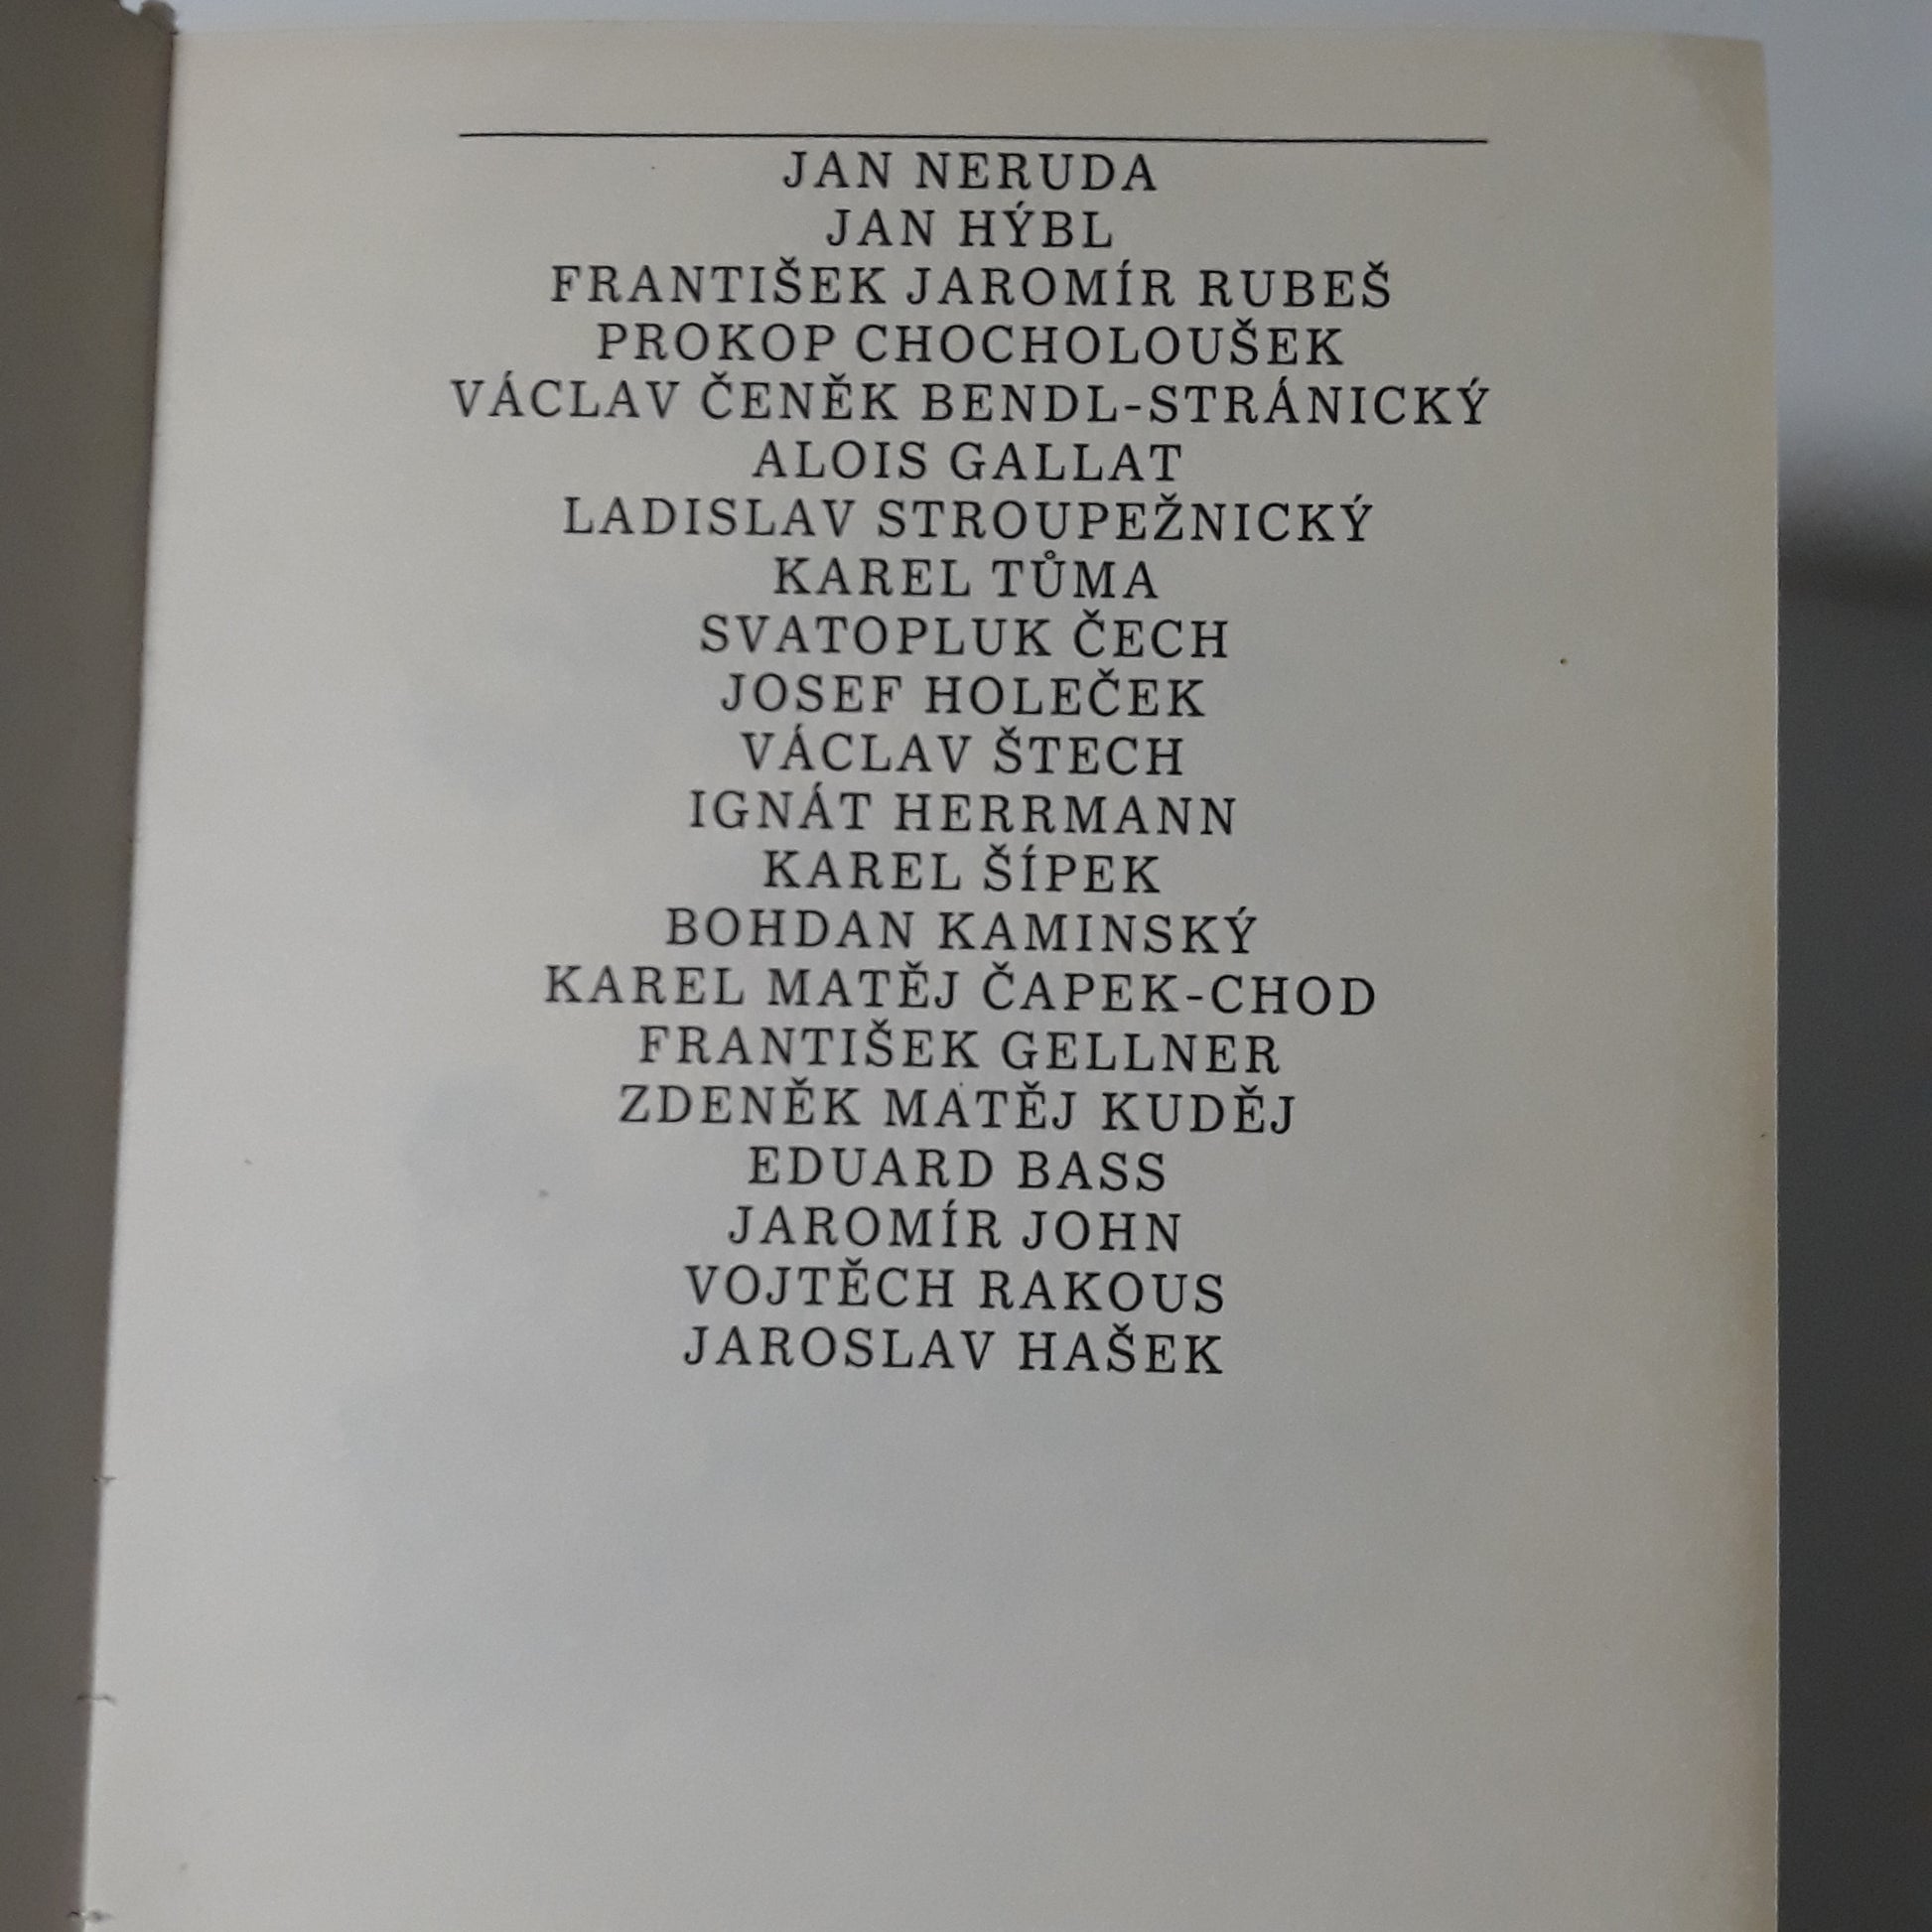 JAN NERUDA
JAN HÝBL
FRANTIŠEK JAROMÍR RUBEŠ
PROKOP CHOCHOLOUŠEK
VÁCLAV ČENĚK BENDL-STRÁNICKÝ
ALOIS GALLAT
LADISLAV STROUPEŽNICKÝ
KAREL TŮMA
SVATOPLUK ČECH
JOSEF HOLEČEK
VÁCLAV ŠTECH
IGNÁT HERRMANN
KAREL ŠÍPEK
BOHDAN KAMINSKÝ
KAREL MATĚJ ČAPEK-CHOD
FRANTIŠEK GELLNER
ZDENĚK MATĚJ KUDĚJ
EDUARD BASS
JAROMÍR JOHN
VOJTĚCH RAKOUS
JAROSLAV HAŠEK